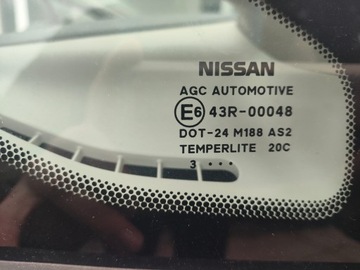 NISSAN
AGC AUTOMOTIVE
E6 43R-00048
DOT-24 M188 AS2
TEMPERLITE 20C
3 . . .